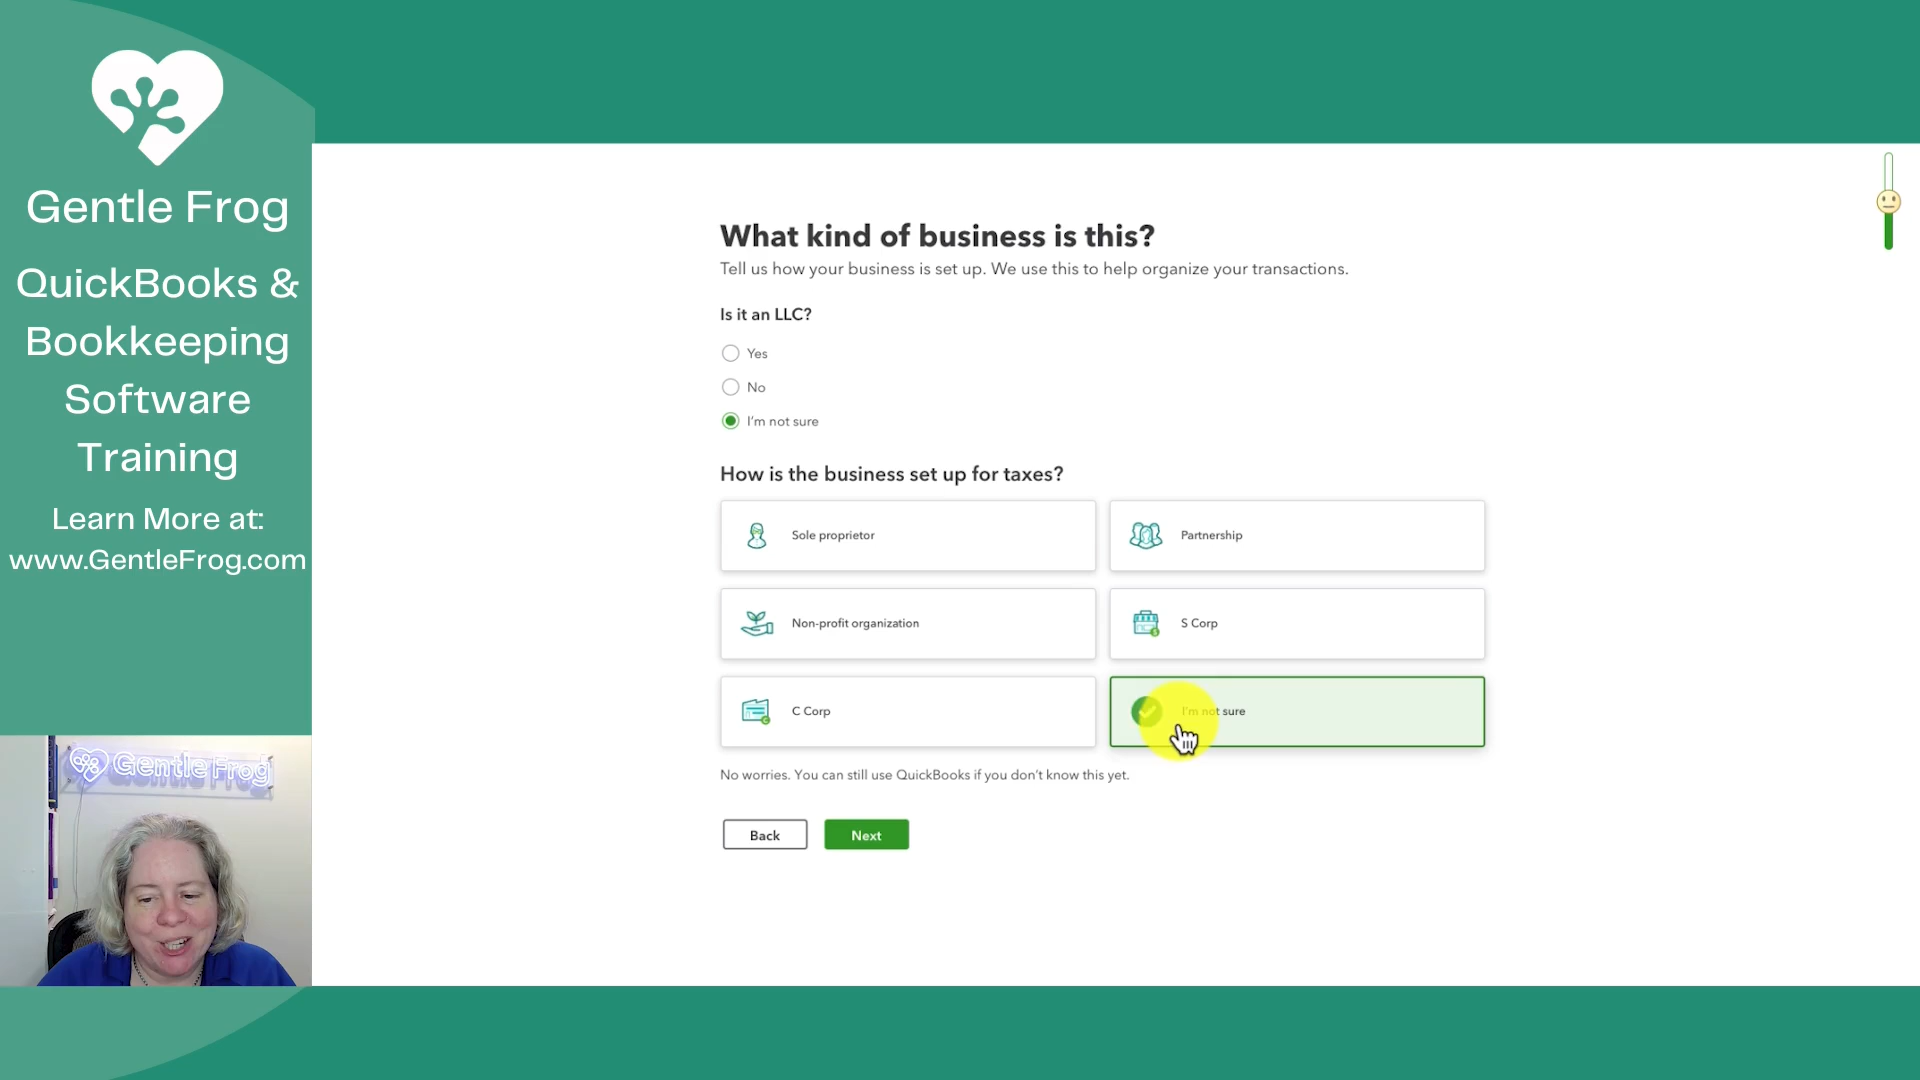 Gentle Frog
QuickBooks &
Bookkeeping
Software
Training
Learn More at:
www.GentleFrog.com
Gentle Frog
What kind of business is this?
Tell us how your business is set up. We use this to help organize your transactions.
Is it an LLC?
Yes
No
I'm not sure
How is the business set up for taxes?
Sole proprietor
Partnership
Non-profit organization
S Corp
C Corp
I'm not sure
No worries. You can still use QuickBooks if you don't know this yet.
Back
Next